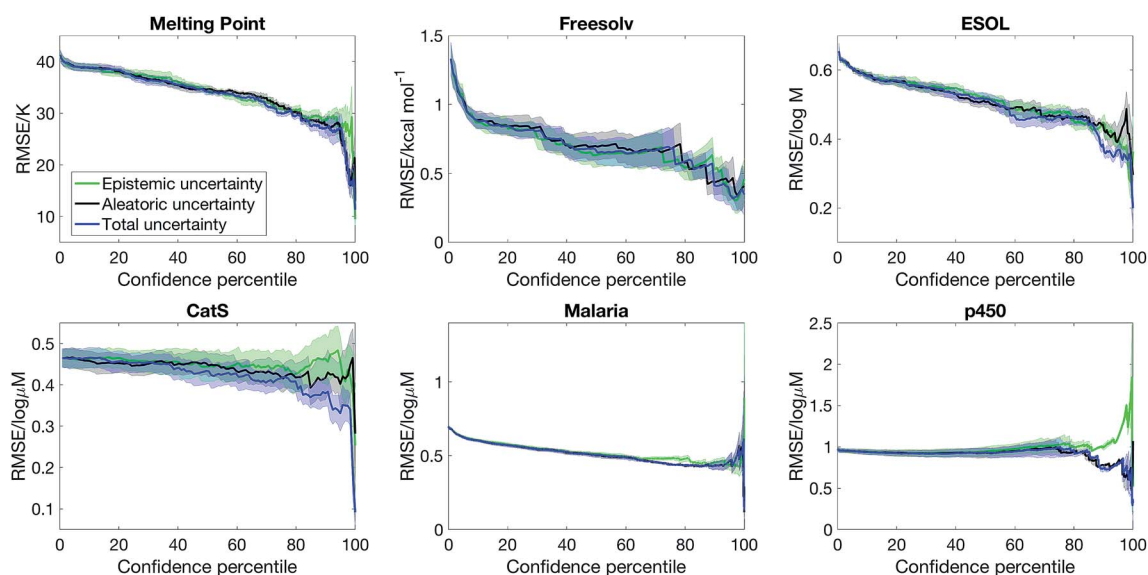 Melting Point
Freesolv
ESOL
40
30
20
10
RMSE/K
Epistemic uncertainty
Aleatoric uncertainty
Total uncertainty
0 20 40 60 80 100
Confidence percentile
1.5
1
0.5
0
RMSE/kcal mol⁻¹
0 20 40 60 80 100
Confidence percentile
0.6
0.4
0.2
RMSE/log M
0 20 40 60 80 100
Confidence percentile
CatS
Malaria
p450
0.5
0.4
0.3
0.2
0.1
RMSE/logμM
0 20 40 60 80 100
Confidence percentile
1
0.5
0
RMSE/logμM
0 20 40 60 80 100
Confidence percentile
2.5
2
1.5
1
0.5
0
RMSE/logμM
0 20 40 60 80 100
Confidence percentile